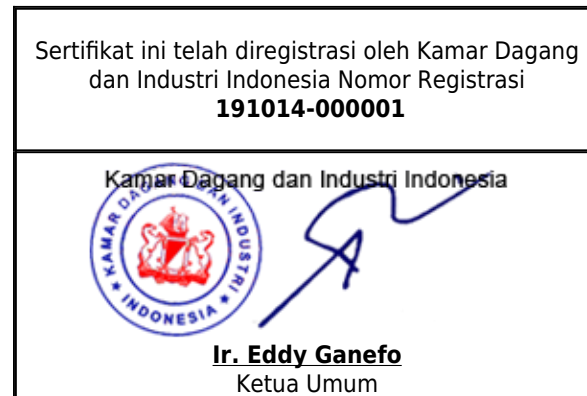 Sertifikat ini telah diregistrasi oleh Kamar Dagang
dan Industri Indonesia Nomor Registrasi
191014-000001
Kamar Dagang dan Industri Indonesia
KAMAR DAGANG DAN INDUSTRI
INDONESIA
Ir. Eddy Ganefo
Ketua Umum